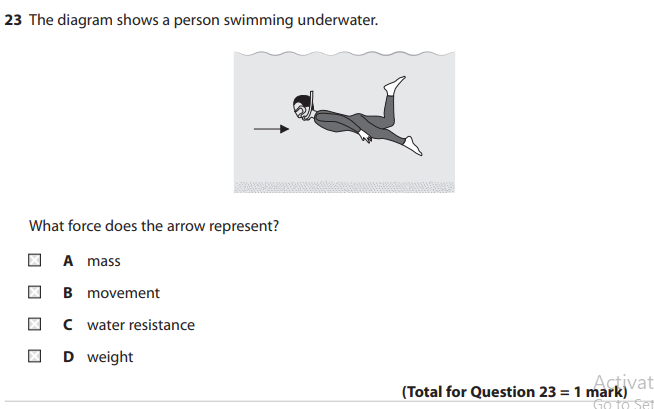 23 The diagram shows a person swimming underwater.
What force does the arrow represent?
A mass
B movement
C water resistance
D weight
(Total for Question 23 = 1 mark)
Activat
Go to Set